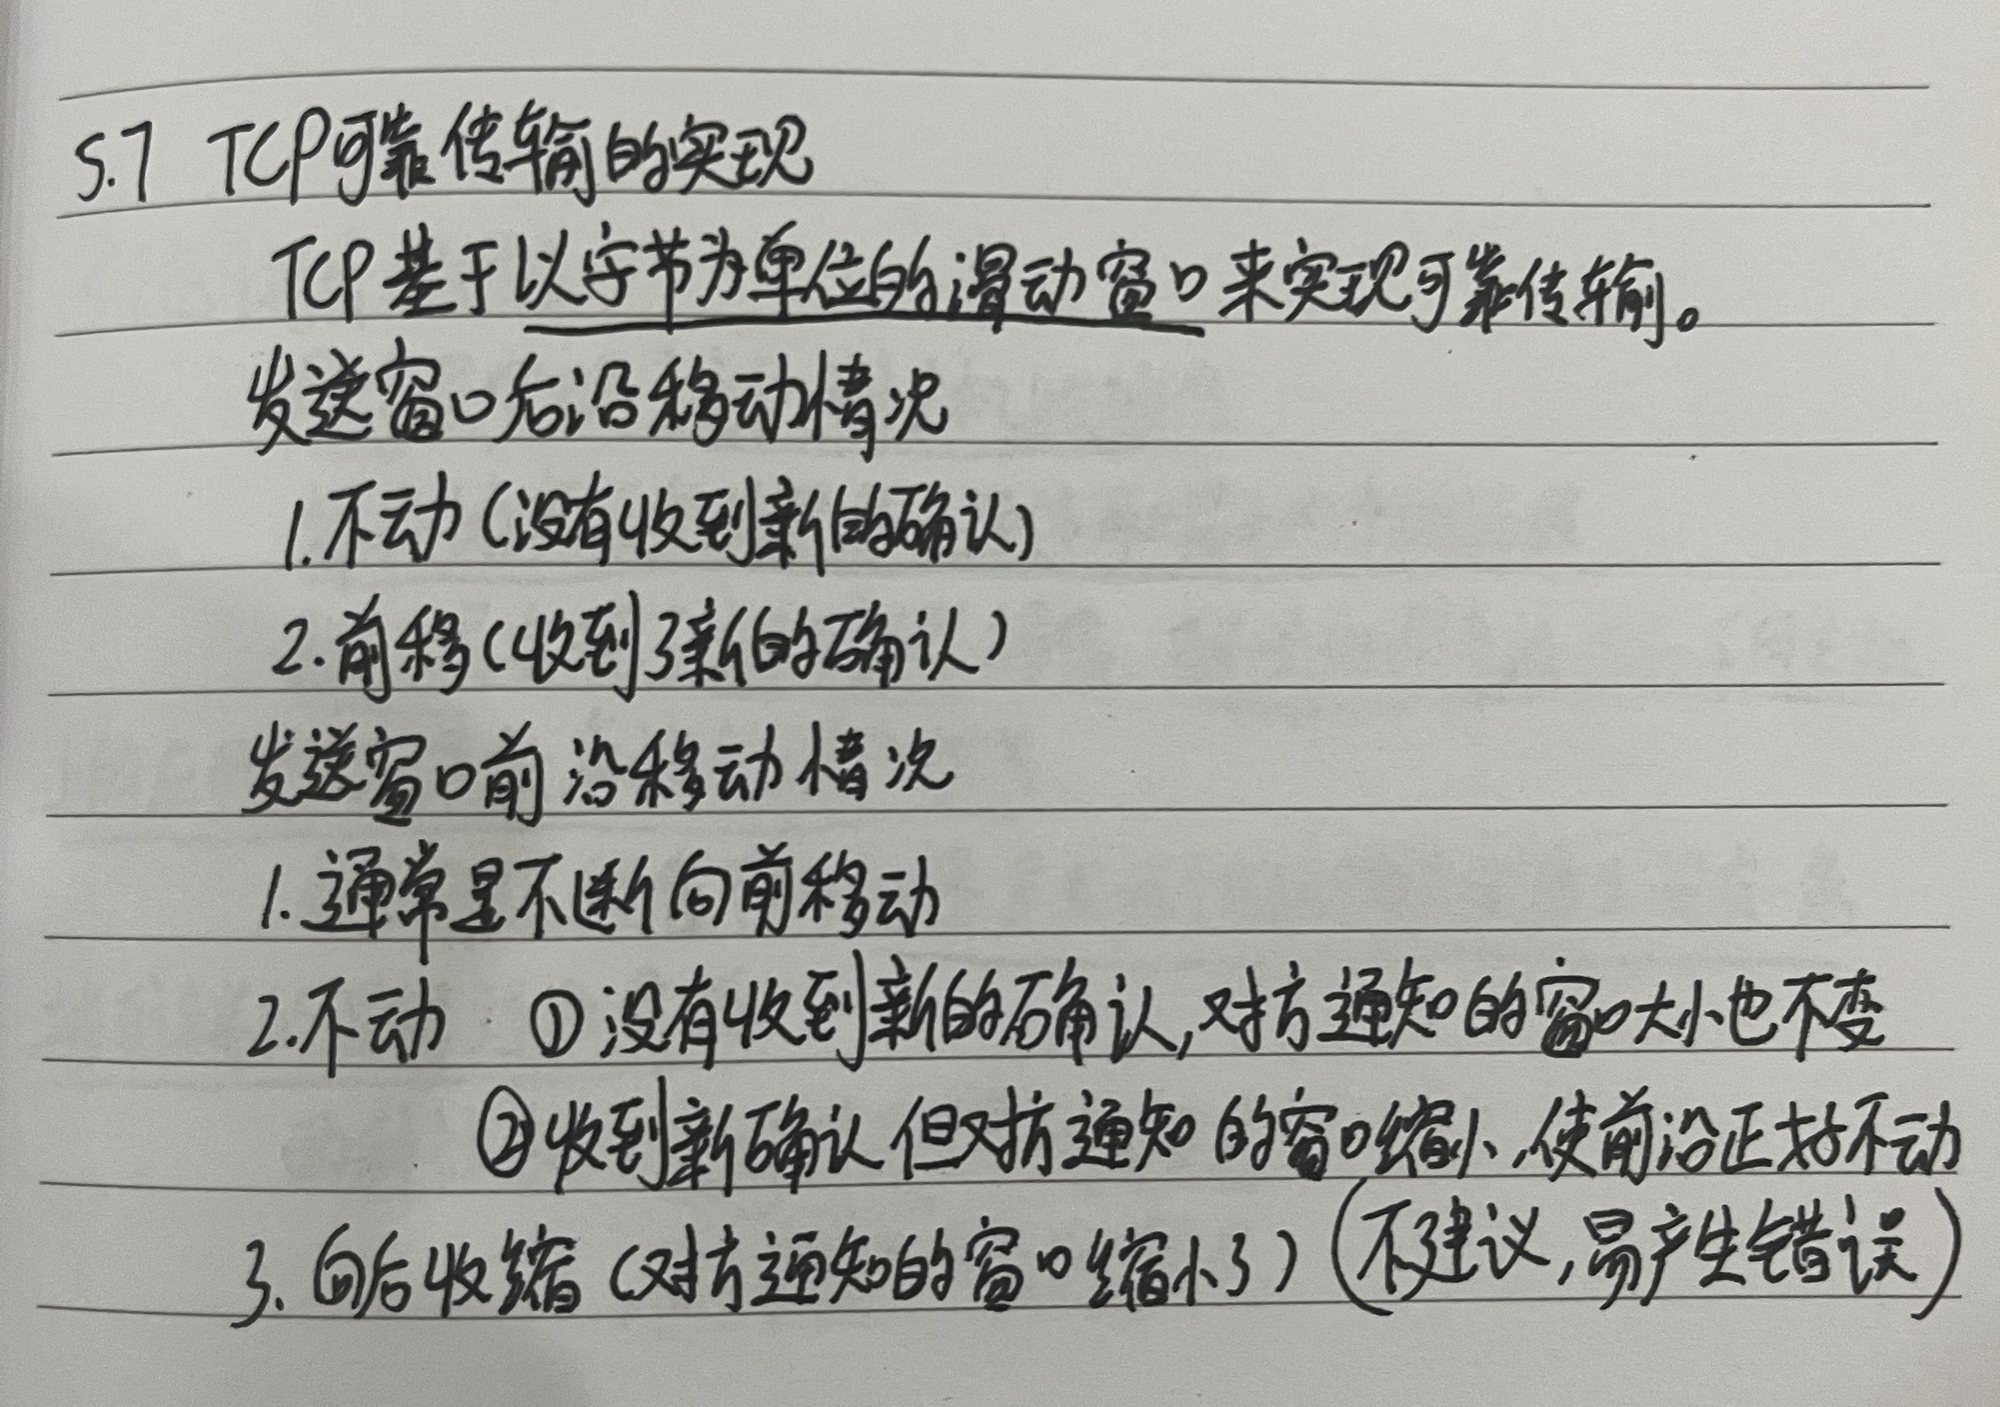 5.7 TCP可靠传输的实现
TCP基于以字节为单位的滑动窗口来实现可靠传输。
发送窗口后沿移动情况
1.不动(没有收到新的确认)
2.前移(收到了新的确认)
发送窗口前沿移动情况
1.通常是不断向前移动
2.不动 ①没有收到新的确认,对方通知的窗口大小也不变
②收到新确认但对方通知的窗口缩小,使前沿正好不动
3.向后收缩(对方通知的窗口缩小了)(不建议,易产生错误)